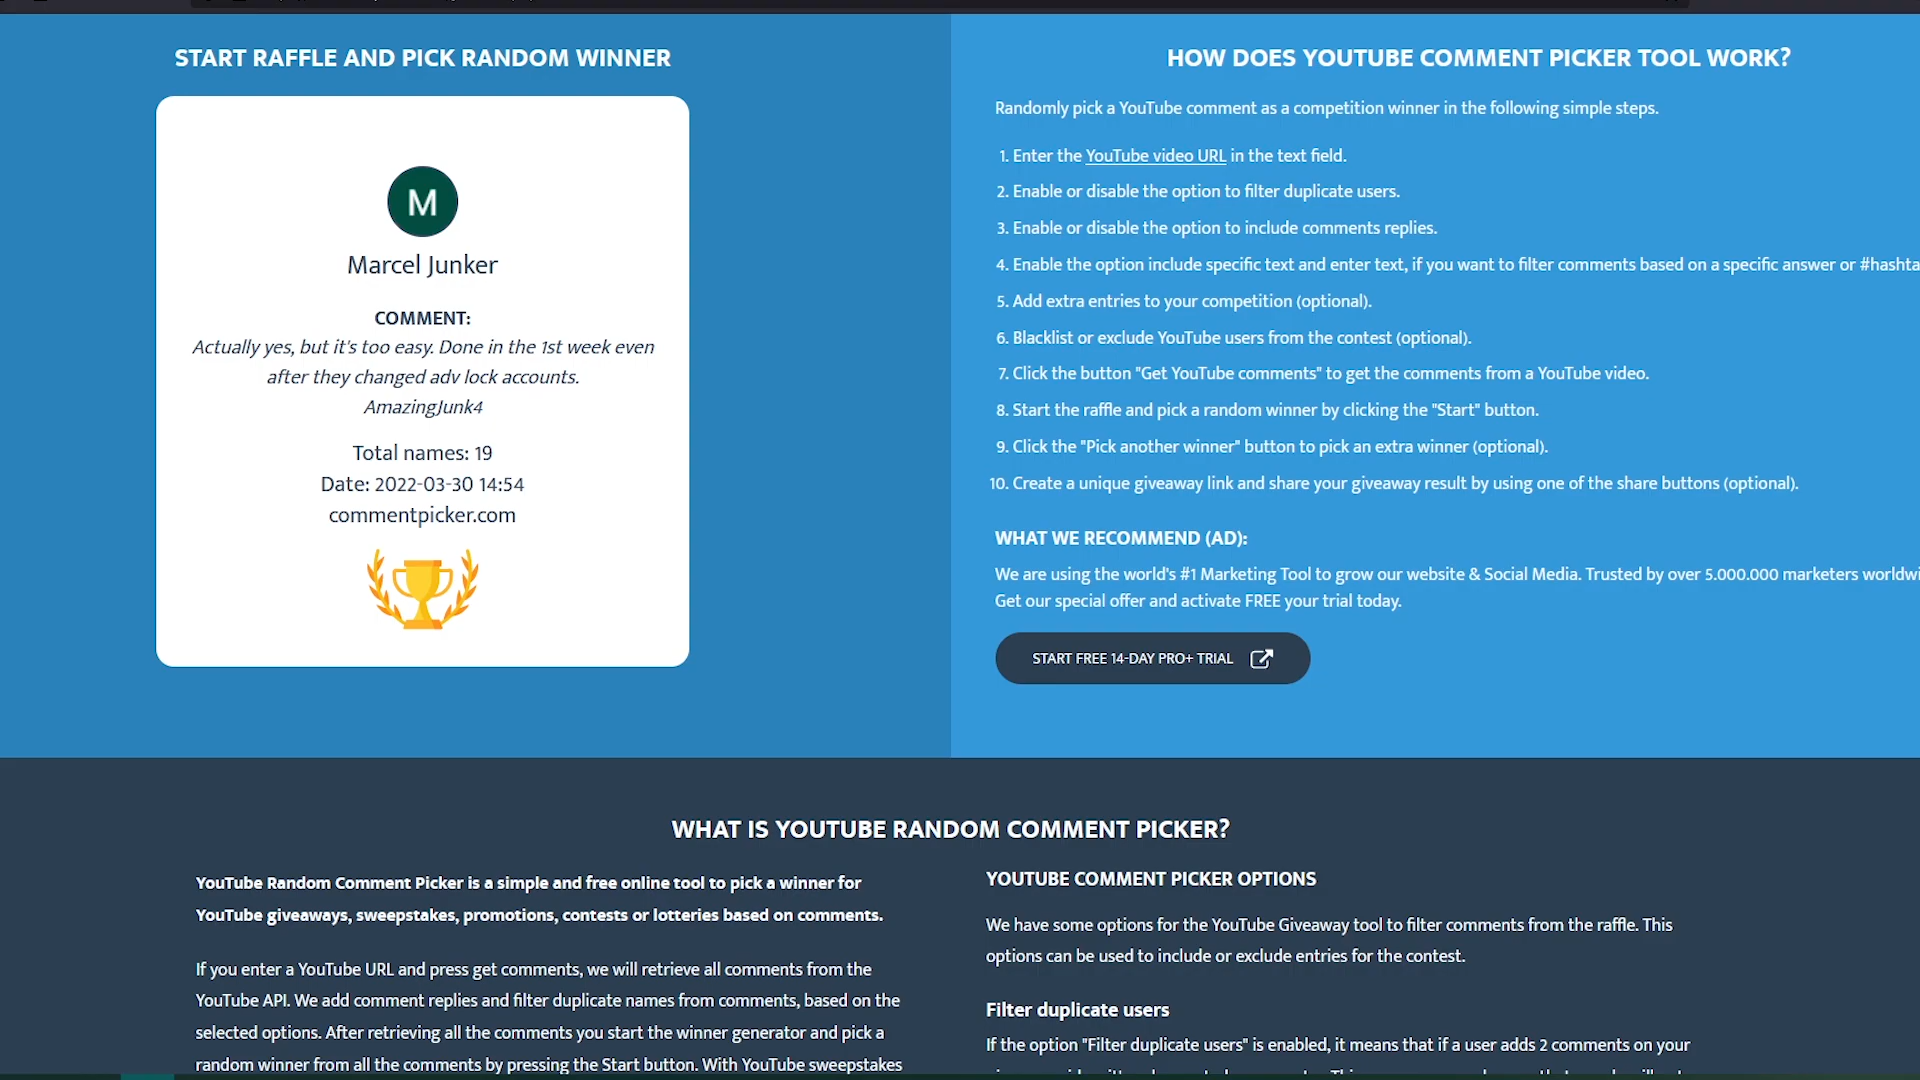 START RAFFLE AND PICK RANDOM WINNER
M
Marcel Junker
COMMENT:
Actually yes, but it's too easy. Done in the 1st week even
after they changed adv lock accounts.
AmazingJunk4
Total names: 19
Date: 2022-03-30 14:54
commentpicker.com
HOW DOES YOUTUBE COMMENT PICKER TOOL WORK?
Randomly pick a YouTube comment as a competition winner in the following simple steps.
1. Enter the YouTube video URL in the text field.
2. Enable or disable the option to filter duplicate users.
3. Enable or disable the option to include comments replies.
4. Enable the option include specific text and enter text, if you want to filter comments based on a specific answer or #hashta
5. Add extra entries to your competition (optional).
6. Blacklist or exclude YouTube users from the contest (optional).
7. Click the button "Get YouTube comments" to get the comments from a YouTube video.
8. Start the raffle and pick a random winner by clicking the "Start" button.
9. Click the "Pick another winner" button to pick an extra winner (optional).
10. Create a unique giveaway link and share your giveaway result by using one of the share buttons (optional).
WHAT WE RECOMMEND (AD):
We are using the world's #1 Marketing Tool to grow our website & Social Media. Trusted by over 5.000.000 marketers worldwi
Get our special offer and activate FREE your trial today.
START FREE 14-DAY PRO+ TRIAL
WHAT IS YOUTUBE RANDOM COMMENT PICKER?
YouTube Random Comment Picker is a simple and free online tool to pick a winner for
YouTube giveaways, sweepstakes, promotions, contests or lotteries based on comments.
If you enter a YouTube URL and press get comments, we will retrieve all comments from the
YouTube API. We add comment replies and filter duplicate names from comments, based on the
selected options. After retrieving all the comments you start the winner generator and pick a
random winner from all the comments by pressing the Start button. With YouTube sweepstakes
YOUTUBE COMMENT PICKER OPTIONS
We have some options for the YouTube Giveaway tool to filter comments from the raffle. This
options can be used to include or exclude entries for the contest.
Filter duplicate users
If the option "Filter duplicate users" is enabled, it means that if a user adds 2 comments on your